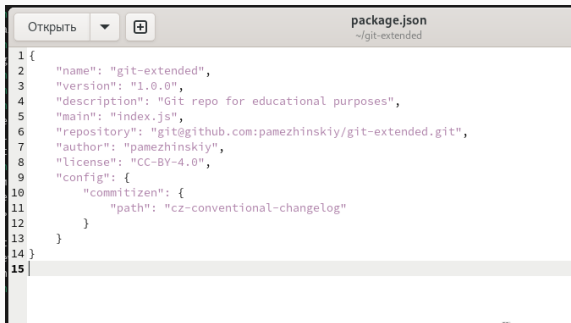 Открыть
package.json
~/git-extended
1 {
2     "name": "git-extended",
3     "version": "1.0.0",
4     "description": "Git repo for educational purposes",
5     "main": "index.js",
6     "repository": "git@github.com:pamezhinskiy/git-extended.git",
7     "author": "pamezhinskiy",
8     "license": "CC-BY-4.0",
9     "config": {
10         "commitizen": {
11             "path": "cz-conventional-changelog"
12         }
13     }
14 }
15